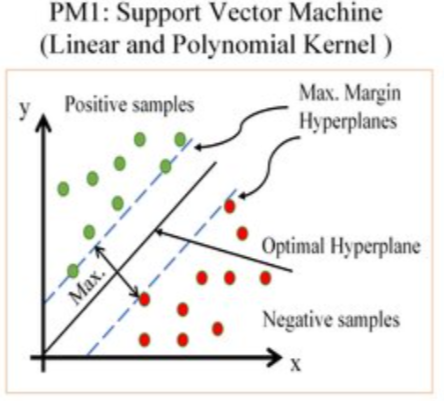 PM1: Support Vector Machine
(Linear and Polynomial Kernel )
y
Positive samples
Max. Margin
Hyperplanes
Optimal Hyperplane
Max.
Negative samples
x